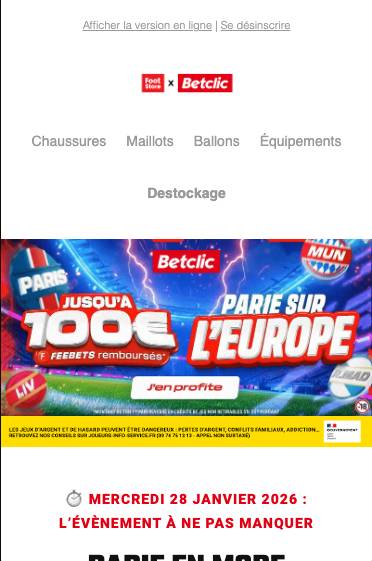 Afficher la version en ligne | Se désinscrire
Foot Store x Betclic
Chaussures Maillots Ballons Équipements
Destockage
Betclic
MUN
PARIS
JUSQU'À
100€
FEEBETS remboursés*
PARIE SUR
L'EUROPE
LIV
J'en profite
-18
LES JEUX D'ARGENT ET DE HASARD PEUVENT ÊTRE DANGEREUX : PERTES D'ARGENT, CONFLITS FAMILIAUX, ADDICTION...
RETROUVEZ NOS CONSEILS SUR JOUEURS-INFO-SERVICE.FR (09 74 75 13 13 - APPEL NON SURTAXÉ)
GOUVERNEMENT
MERCREDI 28 JANVIER 2026 :
L'ÉVÈNEMENT À NE PAS MANQUER